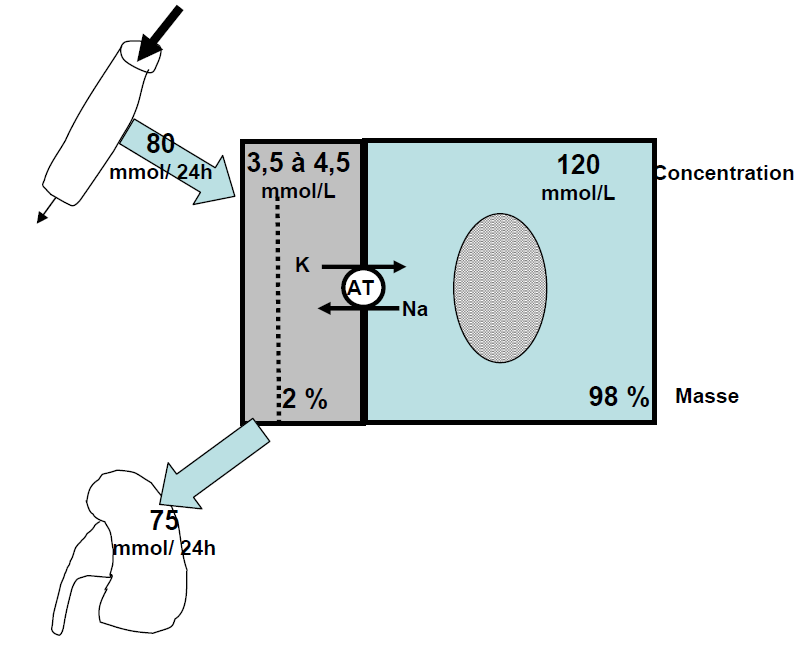 80
mmol/ 24h
3,5 à 4,5
mmol/L
120
mmol/L
Concentration
K
AT
Na
2 %
98 %
Masse
75
mmol/ 24h